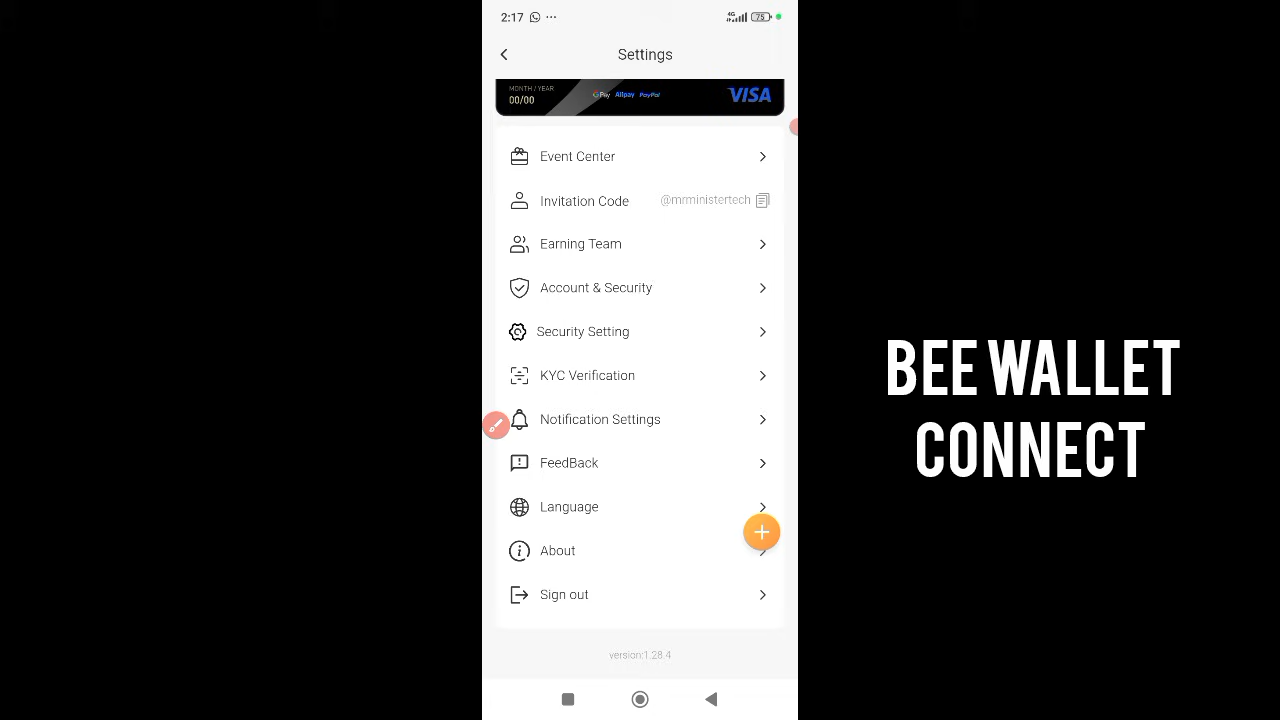 2:17
4G
75
Settings
MONTH / YEAR
00/00
G Pay Alipay PayPal
VISA
Event Center
Invitation Code @mrministertech
Earning Team
Account & Security
Security Setting
KYC Verification
Notification Settings
FeedBack
Language
About
Sign out
version:1.28.4
BEE WALLET
CONNECT